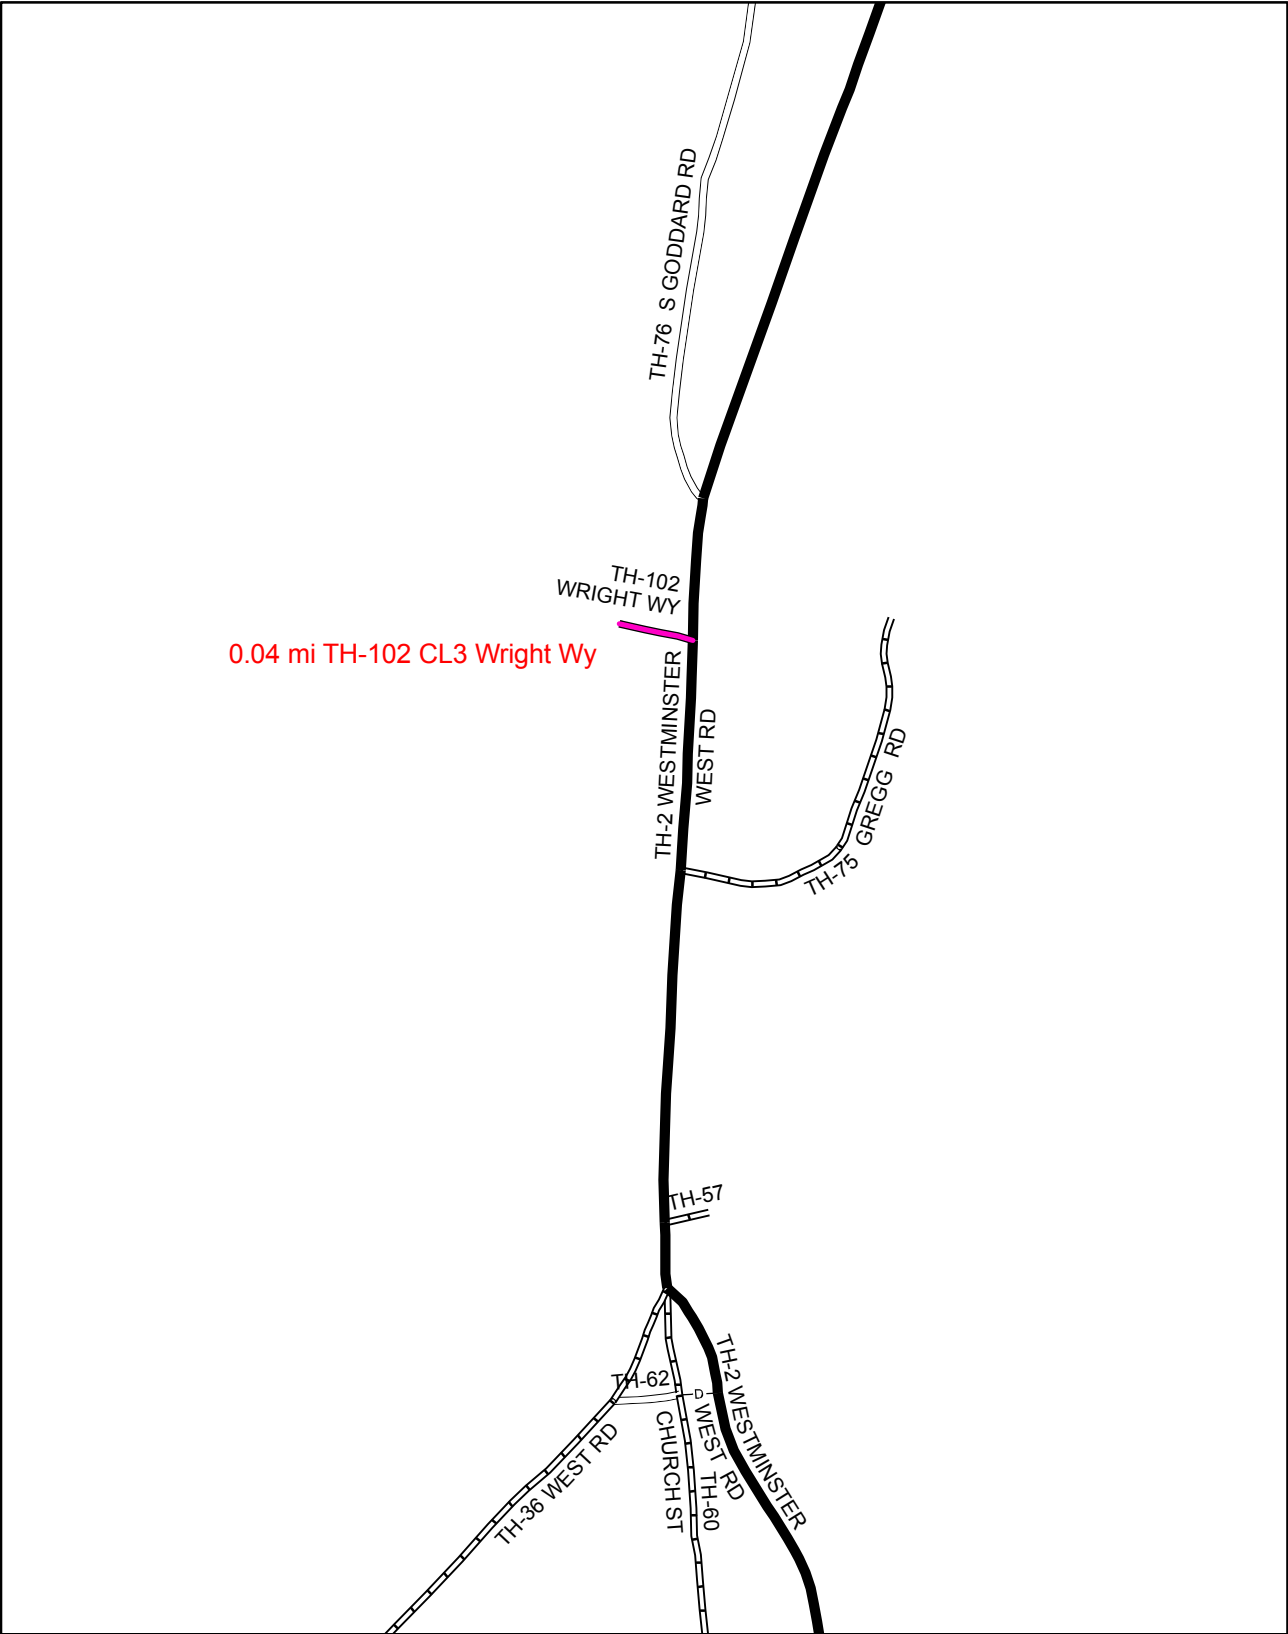 TH-76 S GODDARD RD
TH-102
WRIGHT WY
0.04 mi TH-102 CL3 Wright Wy
TH-2 WESTMINSTER
WEST RD
TH-75 GREGG RD
TH-57
TH-62
D
TH-2 WESTMINSTER
WEST RD
TH-36 WEST RD
CHURCH ST
TH-60